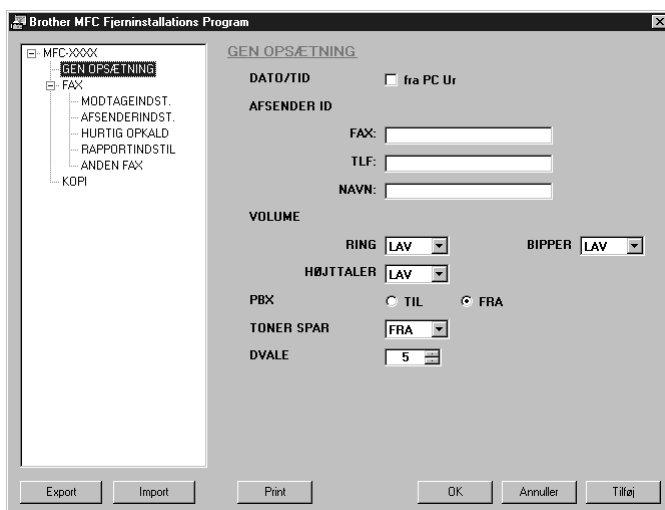 Brother MFC Fjerninstallations Program
MFC-XXXX
GEN OPSÆTNING
FAX
MODTAGEINDST.
AFSENDERINDST.
HURTIG OPKALD
RAPPORTINDSTIL
ANDEN FAX
KOPI
GEN OPSÆTNING
DATO/TID fra PC Ur
AFSENDER ID
FAX:
TLF:
NAVN:
VOLUME
RING LAV BIPPER LAV
HØJTTALER LAV
PBX TIL FRA
TONER SPAR FRA
DVALE 5
Export Import Print OK Annuller Tilføj